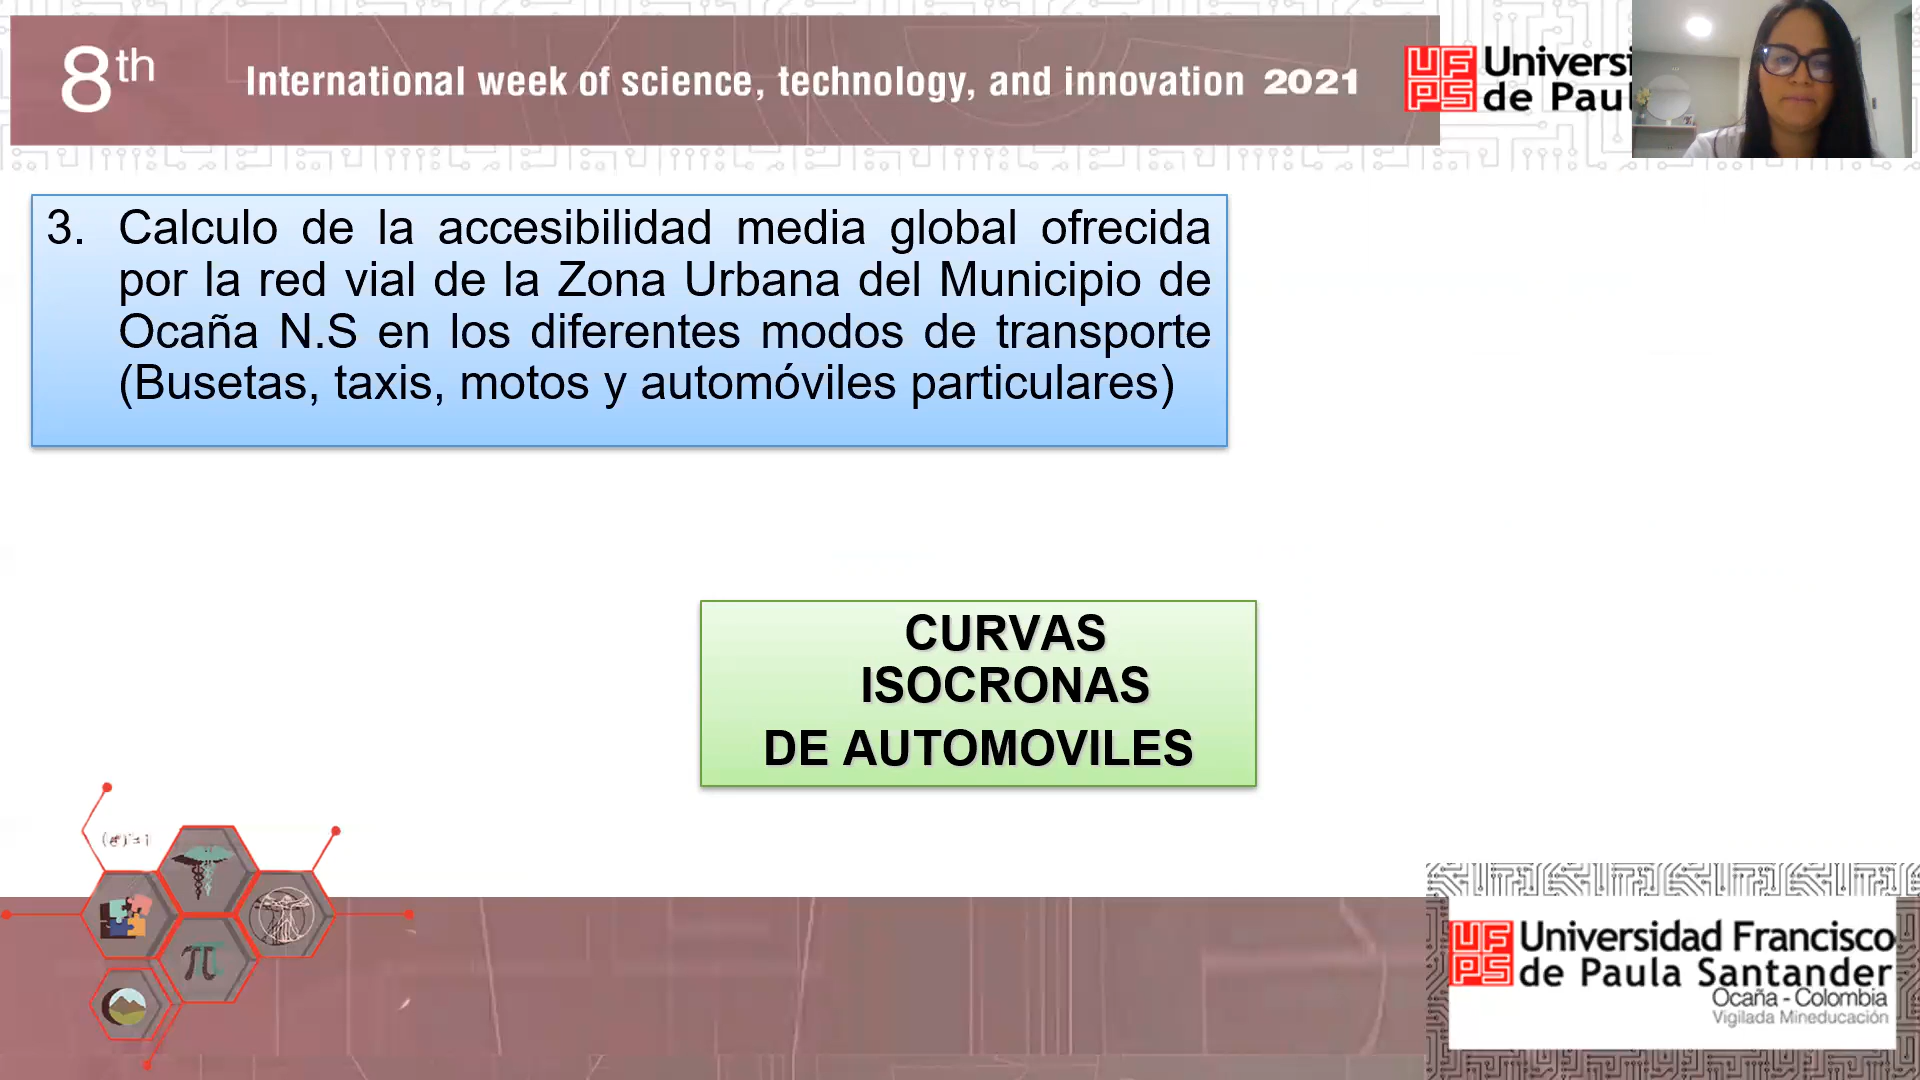 8th
International week of science, technology, and innovation 2021
UFPS
Universi
de Paul
3. Calculo de la accesibilidad media global ofrecida
por la red vial de la Zona Urbana del Municipio de
Ocaña N.S en los diferentes modos de transporte
(Busetas, taxis, motos y automóviles particulares)
CURVAS
ISOCRONAS
DE AUTOMOVILES
π
UFPS
Universidad Francisco
de Paula Santander
Ocaña - Colombia
Vigilada Mineducación